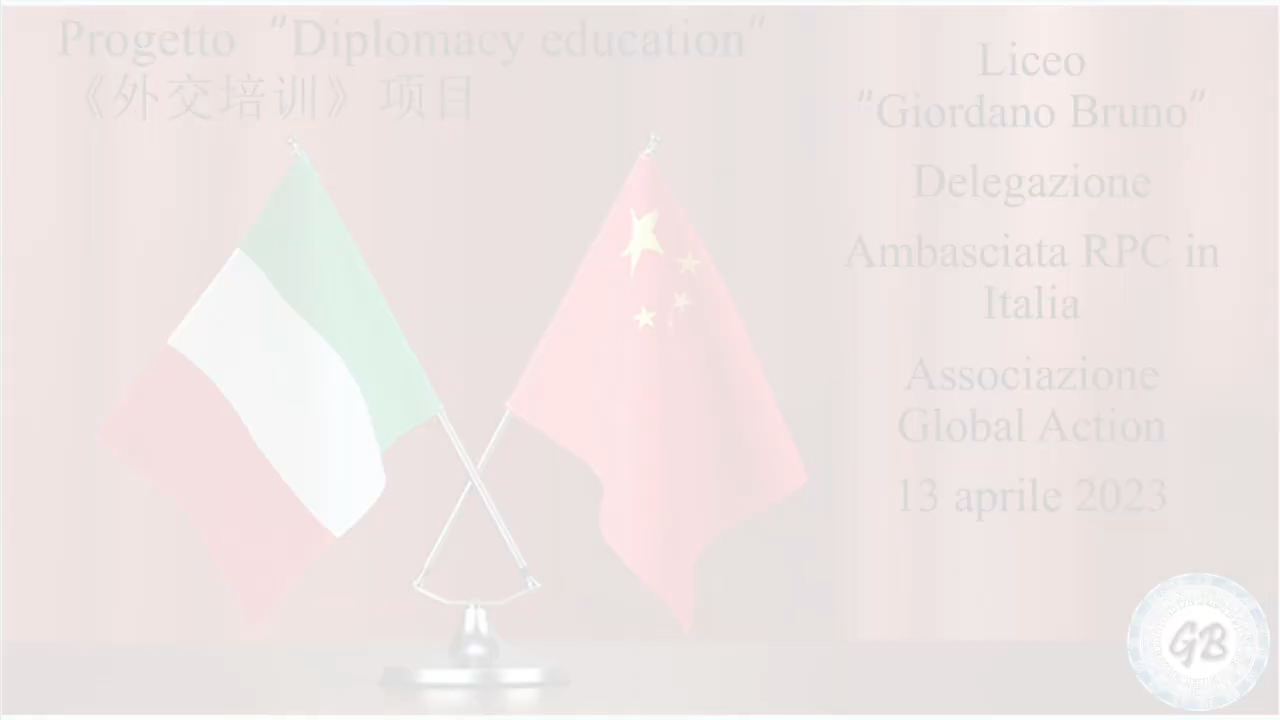 Progetto "Diplomacy education"
《外交培训》项目
Liceo
"Giordano Bruno"
Delegazione
Ambasciata RPC in
Italia
Associazione
Global Action
13 aprile 2023
GB